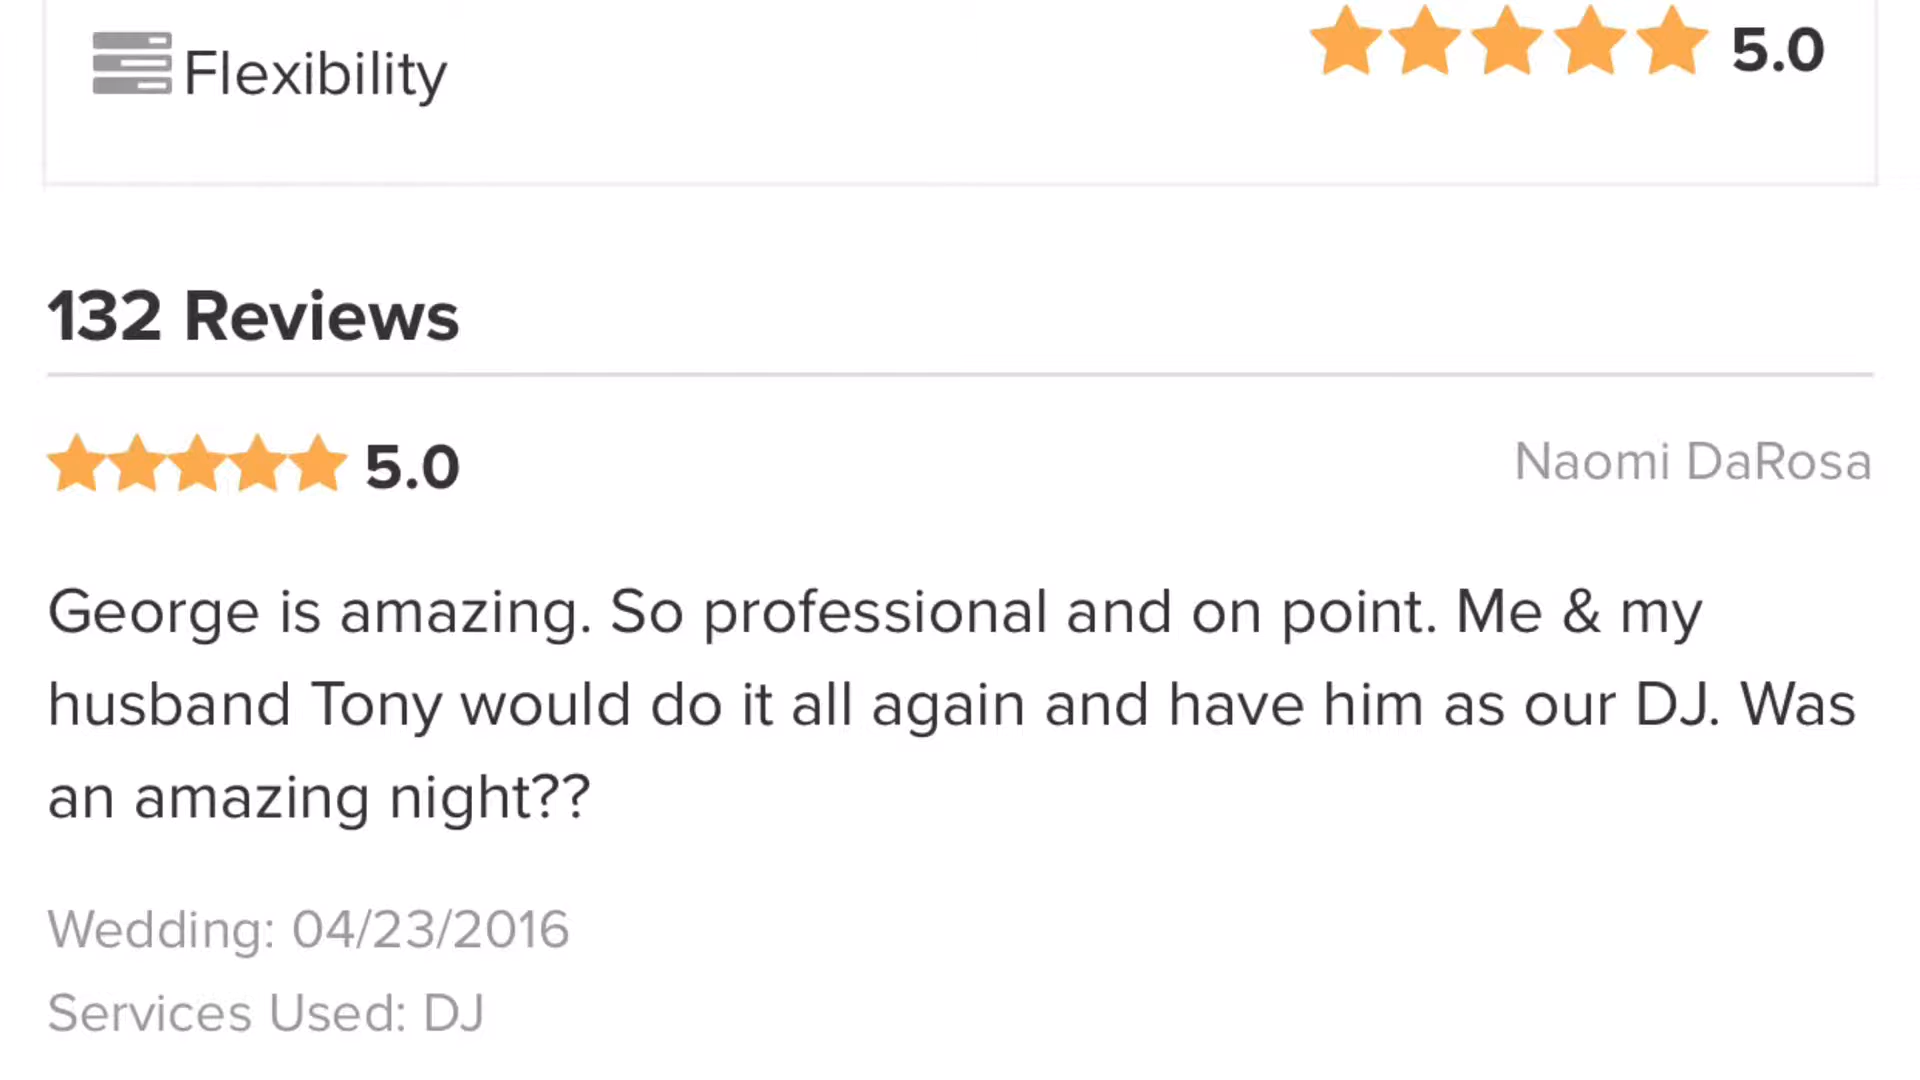 Flexibility 5.0
132 Reviews
5.0 Naomi DaRosa
George is amazing. So professional and on point. Me & my
husband Tony would do it all again and have him as our DJ. Was
an amazing night??
Wedding: 04/23/2016
Services Used: DJ